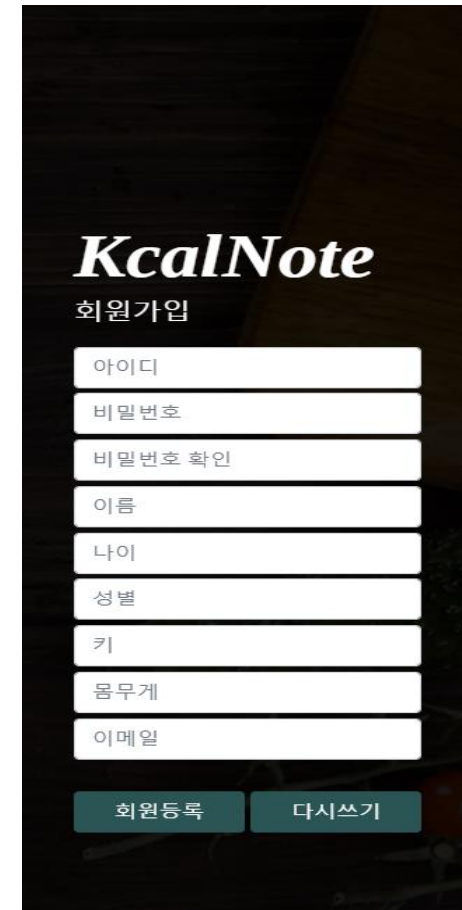 KcalNote
회원가입
아이디
비밀번호
비밀번호 확인
이름
나이
성별
키
몸무게
이메일
회원등록 다시쓰기